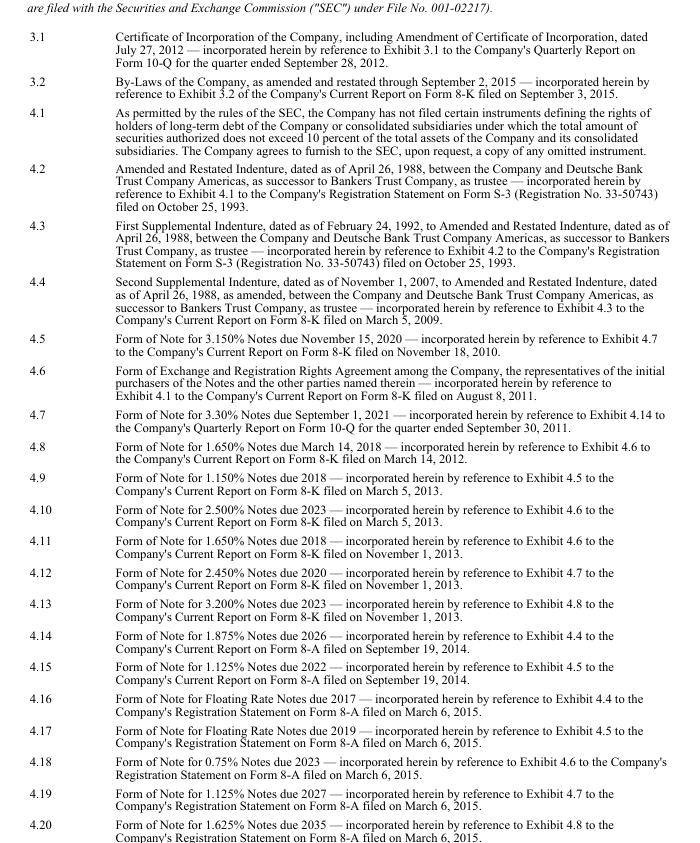 are filed with the Securities and Exchange Commission ("SEC") under File No. 001-02217).
3.1 Certificate of Incorporation of the Company, including Amendment of Certificate of Incorporation, dated
July 27, 2012 — incorporated herein by reference to Exhibit 3.1 to the Company's Quarterly Report on
Form 10-Q for the quarter ended September 28, 2012.
3.2 By-Laws of the Company, as amended and restated through September 2, 2015 — incorporated herein by
reference to Exhibit 3.2 of the Company's Current Report on Form 8-K filed on September 3, 2015.
4.1 As permitted by the rules of the SEC, the Company has not filed certain instruments defining the rights of
holders of long-term debt of the Company or consolidated subsidiaries under which the total amount of
securities authorized does not exceed 10 percent of the total assets of the Company and its consolidated
subsidiaries. The Company agrees to furnish to the SEC, upon request, a copy of any omitted instrument.
4.2 Amended and Restated Indenture, dated as of April 26, 1988, between the Company and Deutsche Bank
Trust Company Americas, as successor to Bankers Trust Company, as trustee — incorporated herein by
reference to Exhibit 4.1 to the Company's Registration Statement on Form S-3 (Registration No. 33-50743)
filed on October 25, 1993.
4.3 First Supplemental Indenture, dated as of February 24, 1992, to Amended and Restated Indenture, dated as of
April 26, 1988, between the Company and Deutsche Bank Trust Company Americas, as successor to Bankers
Trust Company, as trustee — incorporated herein by reference to Exhibit 4.2 to the Company's Registration
Statement on Form S-3 (Registration No. 33-50743) filed on October 25, 1993.
4.4 Second Supplemental Indenture, dated as of November 1, 2007, to Amended and Restated Indenture, dated
as of April 26, 1988, as amended, between the Company and Deutsche Bank Trust Company Americas, as
successor to Bankers Trust Company, as trustee — incorporated herein by reference to Exhibit 4.3 to the
Company's Current Report on Form 8-K filed on March 5, 2009.
4.5 Form of Note for 3.150% Notes due November 15, 2020 — incorporated herein by reference to Exhibit 4.7
to the Company's Current Report on Form 8-K filed on November 18, 2010.
4.6 Form of Exchange and Registration Rights Agreement among the Company, the representatives of the initial
purchasers of the Notes and the other parties named therein — incorporated herein by reference to
Exhibit 4.1 to the Company's Current Report on Form 8-K filed on August 8, 2011.
4.7 Form of Note for 3.30% Notes due September 1, 2021 — incorporated herein by reference to Exhibit 4.14 to
the Company's Quarterly Report on Form 10-Q for the quarter ended September 30, 2011.
4.8 Form of Note for 1.650% Notes due March 14, 2018 — incorporated herein by reference to Exhibit 4.6 to
the Company's Current Report on Form 8-K filed on March 14, 2012.
4.9 Form of Note for 1.150% Notes due 2018 — incorporated herein by reference to Exhibit 4.5 to the
Company's Current Report on Form 8-K filed on March 5, 2013.
4.10 Form of Note for 2.500% Notes due 2023 — incorporated herein by reference to Exhibit 4.6 to the
Company's Current Report on Form 8-K filed on March 5, 2013.
4.11 Form of Note for 1.650% Notes due 2018 — incorporated herein by reference to Exhibit 4.6 to the
Company's Current Report on Form 8-K filed on November 1, 2013.
4.12 Form of Note for 2.450% Notes due 2020 — incorporated herein by reference to Exhibit 4.7 to the
Company's Current Report on Form 8-K filed on November 1, 2013.
4.13 Form of Note for 3.200% Notes due 2023 — incorporated herein by reference to Exhibit 4.8 to the
Company's Current Report on Form 8-K filed on November 1, 2013.
4.14 Form of Note for 1.875% Notes due 2026 — incorporated herein by reference to Exhibit 4.4 to the
Company's Registration Statement on Form 8-A filed on September 19, 2014.
4.15 Form of Note for 1.125% Notes due 2022 — incorporated herein by reference to Exhibit 4.5 to the
Company's Registration Statement on Form 8-A filed on September 19, 2014.
4.16 Form of Note for Floating Rate Notes due 2017 — incorporated herein by reference to Exhibit 4.4 to the
Company's Registration Statement on Form 8-A filed on March 6, 2015.
4.17 Form of Note for Floating Rate Notes due 2019 — incorporated herein by reference to Exhibit 4.5 to the
Company's Registration Statement on Form 8-A filed on March 6, 2015.
4.18 Form of Note for 0.75% Notes due 2023 — incorporated herein by reference to Exhibit 4.6 to the Company's
Registration Statement on Form 8-A filed on March 6, 2015.
4.19 Form of Note for 1.125% Notes due 2027 — incorporated herein by reference to Exhibit 4.7 to the
Company's Registration Statement on Form 8-A filed on March 6, 2015.
4.20 Form of Note for 1.625% Notes due 2035 — incorporated herein by reference to Exhibit 4.8 to the
Company's Registration Statement on Form 8-A filed on March 6, 2015.